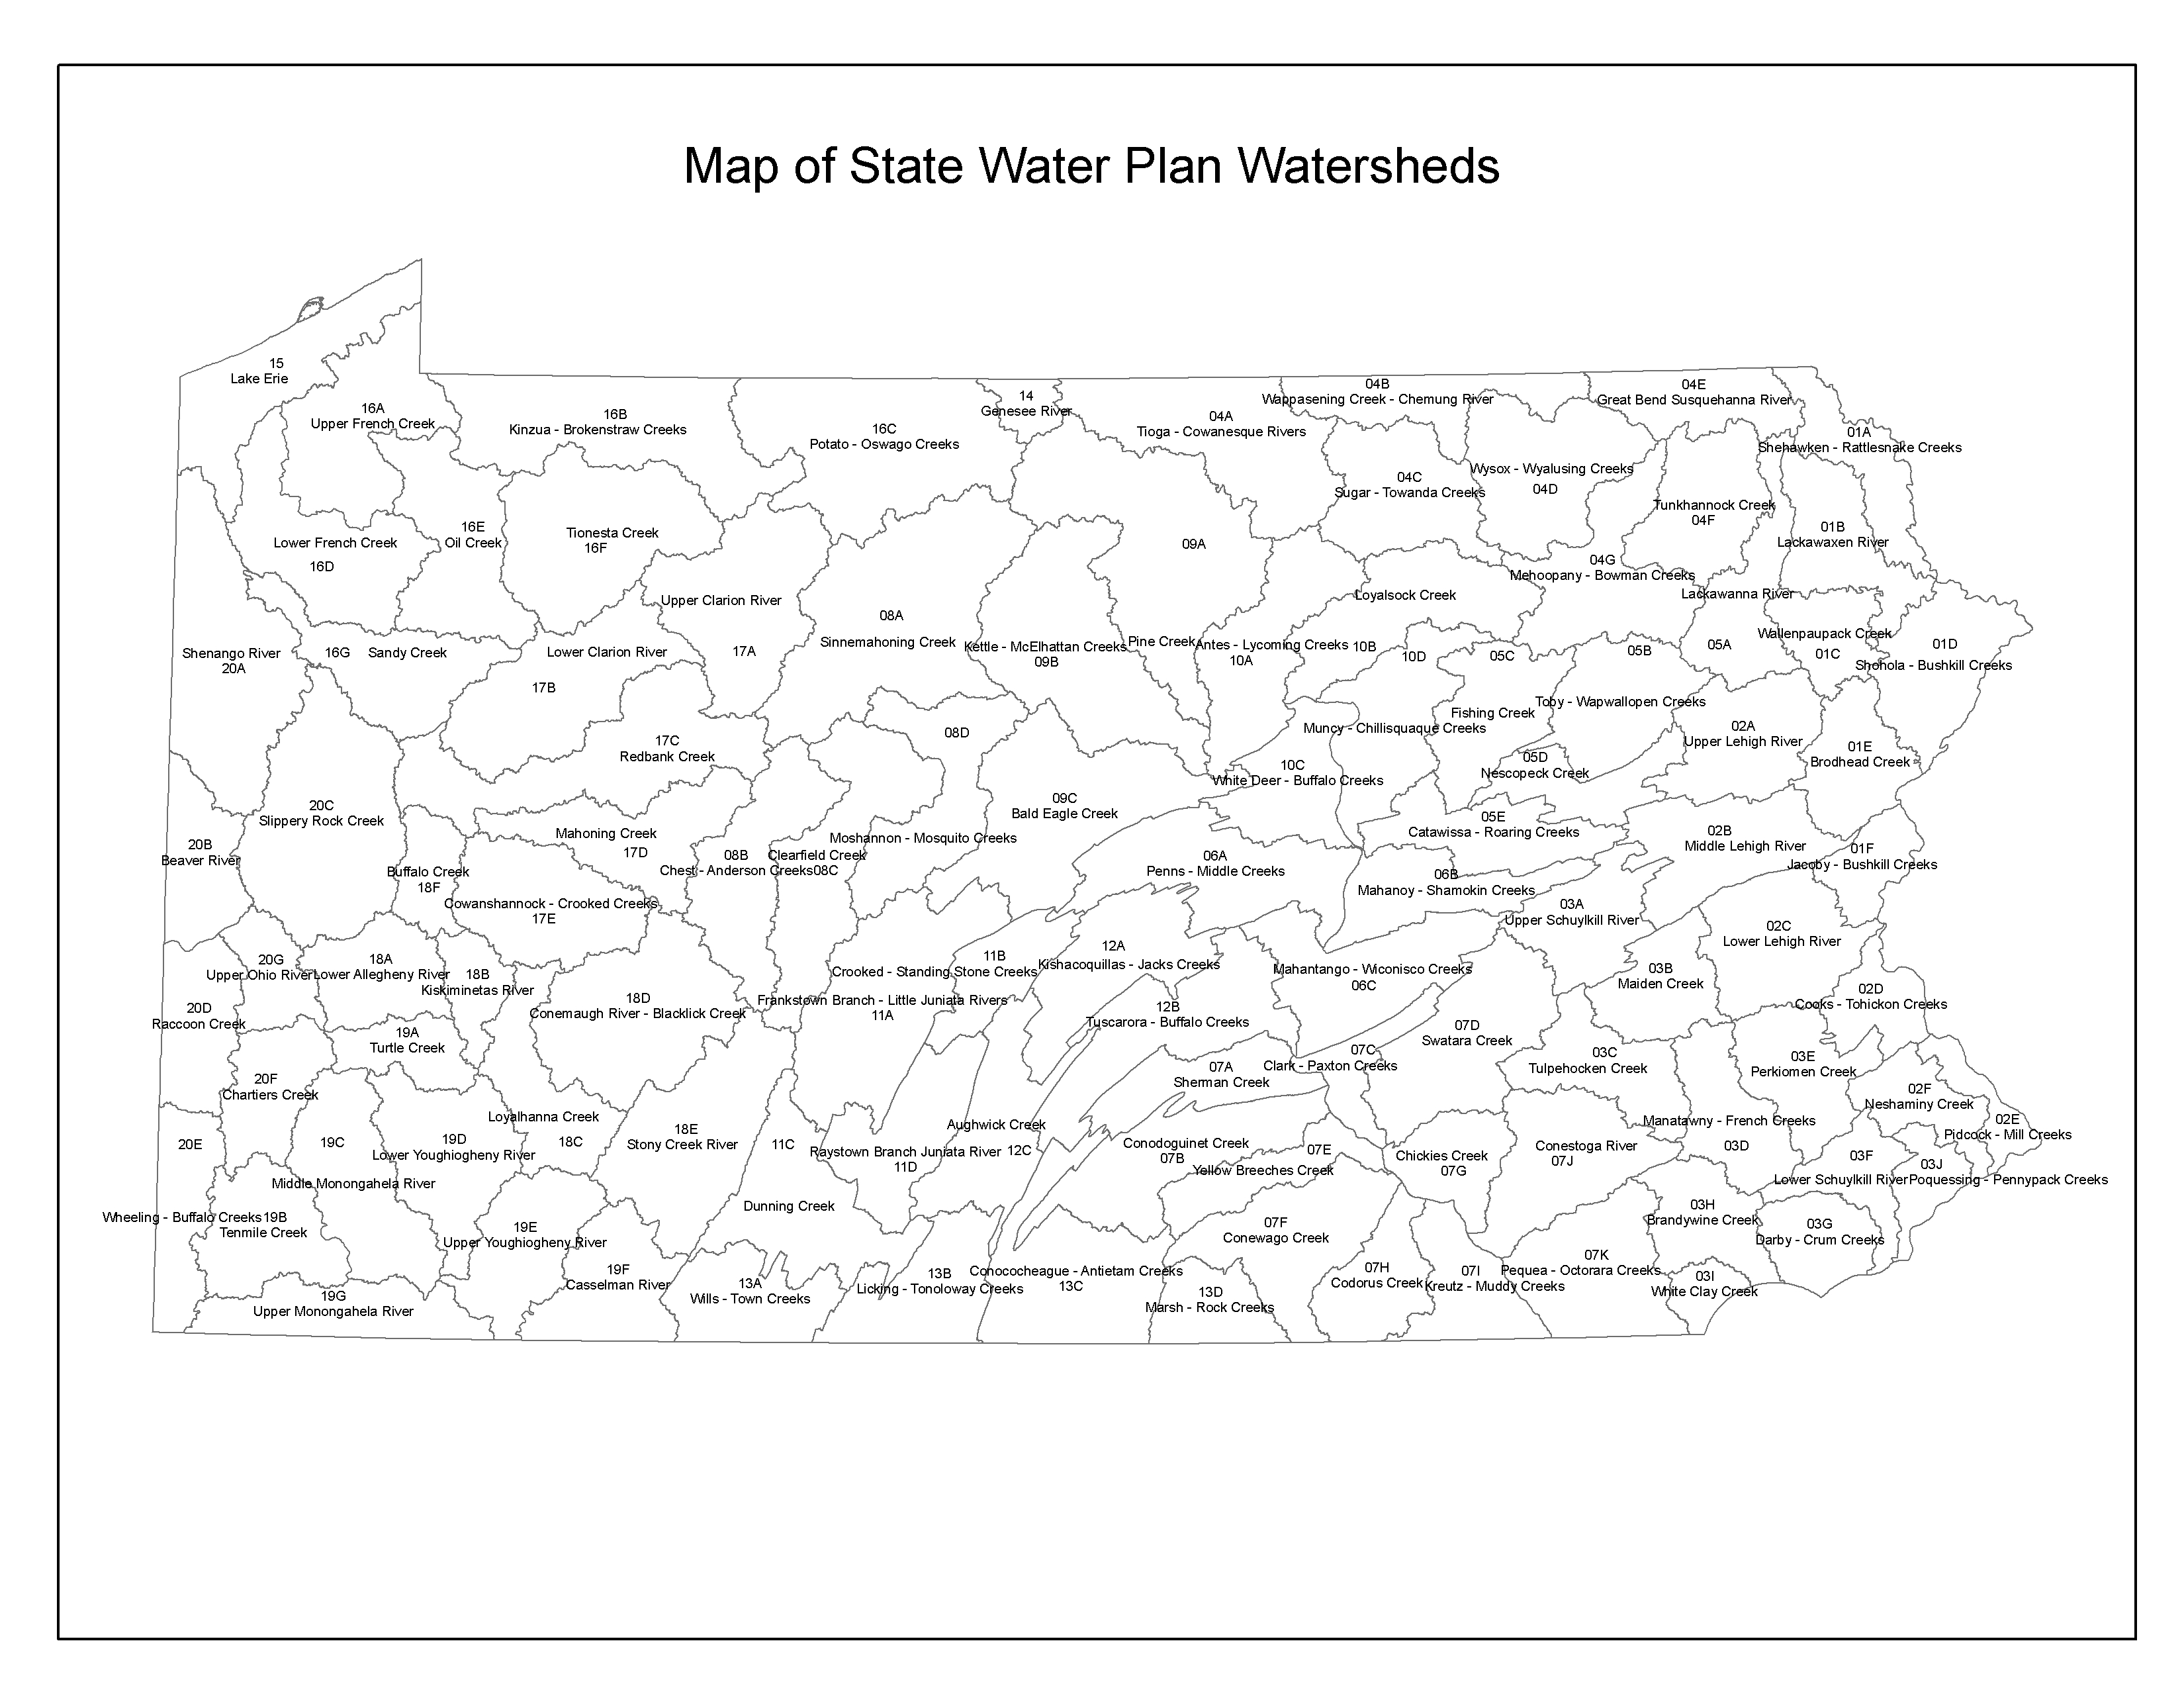 Map of State Water Plan Watersheds
15
Lake Erie
16A
Upper French Creek
16B
Kinzua - Brokenstraw Creeks
16C
Potato - Oswago Creeks
14
Genesee River
04A
Tioga - Cowanesque Rivers
04B
Wappasening Creek - Chemung River
04E
Great Bend Susquehanna River
01A
Shehawken - Rattlesnake Creeks
04C
Sugar - Towanda Creeks
Wysox - Wyalusing Creeks
04D
Tunkhannock Creek
04F
01B
Lackawaxen River
16E
Oil Creek
Tionesta Creek
16F
Lower French Creek
16D
09A
04G
Mehoopany - Bowman Creeks
Lackawanna River
Loyalsock Creek
Upper Clarion River
08A
Sinnemahoning Creek
Kettle - McElhattan Creeks
09B
Pine Creek
Antes - Lycoming Creeks
10A
10B
10D
05C
05B
05A
Wallenpaupack Creek
01C
01D
Shohola - Bushkill Creeks
Shenango River
20A
16G
Sandy Creek
Lower Clarion River
17A
17B
Toby - Wapwallopen Creeks
Fishing Creek
Muncy - Chillisquaque Creeks
02A
Upper Lehigh River
01E
Brodhead Creek
08D
17C
Redbank Creek
05D
Nescopeck Creek
10C
White Deer - Buffalo Creeks
09C
Bald Eagle Creek
20C
Slippery Rock Creek
05E
Catawissa - Roaring Creeks
02B
Middle Lehigh River
01F
Jacoby - Bushkill Creeks
Mahoning Creek
17D
Moshannon - Mosquito Creeks
20B
Beaver River
08B
Chest - Anderson Creeks
Clearfield Creek
08C
06A
Penns - Middle Creeks
06B
Mahanoy - Shamokin Creeks
Buffalo Creek
18F
Cowanshannock - Crooked Creeks
17E
03A
Upper Schuylkill River
02C
Lower Lehigh River
12A
Kishacoquillas - Jacks Creeks
11B
Crooked - Standing Stone Creeks
20G
Upper Ohio River
18A
Lower Allegheny River
18B
Kiskiminetas River
Mahantango - Wiconisco Creeks
06C
03B
Maiden Creek
02D
Cooks - Tohickon Creeks
18D
Conemaugh River - Blacklick Creek
Frankstown Branch - Little Juniata Rivers
11A
12B
Tuscarora - Buffalo Creeks
20D
Raccoon Creek
19A
Turtle Creek
07D
Swatara Creek
07C
Clark - Paxton Creeks
03C
Tulpehocken Creek
03E
Perkiomen Creek
07A
Sherman Creek
20F
Chartiers Creek
02F
Neshaminy Creek
02E
Pidcock - Mill Creeks
Loyalhanna Creek
18C
Aughwick Creek
12C
Manatawny - French Creeks
03D
20E
19C
19D
Lower Youghiogheny River
18E
Stony Creek River
11C
Raystown Branch Juniata River
11D
Conodoguinet Creek
07B
07E
Yellow Breeches Creek
Chickies Creek
07G
Conestoga River
07J
03F
Lower Schuylkill River
03J
Poquessing - Pennypack Creeks
Middle Monongahela River
Dunning Creek
Wheeling - Buffalo Creeks
19B
Tenmile Creek
19E
Upper Youghiogheny River
07F
Conewago Creek
03H
Brandywine Creek
03G
Darby - Crum Creeks
19F
Casselman River
13A
Wills - Town Creeks
13B
Licking - Tonoloway Creeks
Conococheague - Antietam Creeks
13C
13D
Marsh - Rock Creeks
07H
Codorus Creek
07I
Kreutz - Muddy Creeks
07K
Pequea - Octorara Creeks
03I
White Clay Creek
19G
Upper Monongahela River